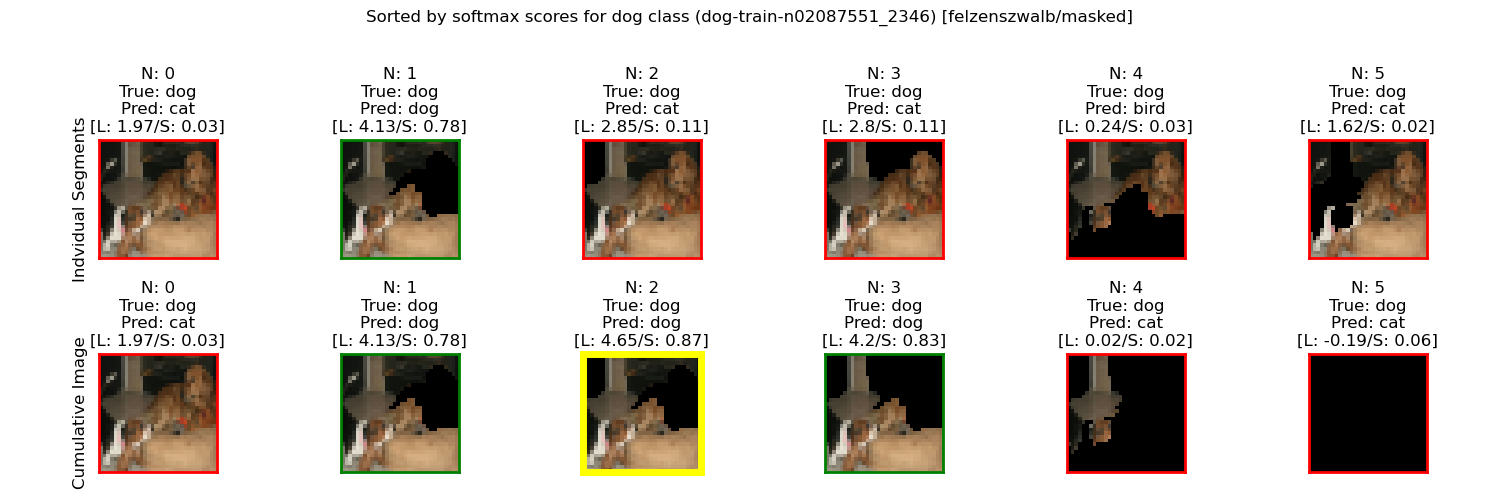 Sorted by softmax scores for dog class (dog-train-n02087551_2346) [felzenszwalb/masked]
Indvidual Segments
N: 0
True: dog
Pred: cat
[L: 1.97/S: 0.03]
N: 1
True: dog
Pred: dog
[L: 4.13/S: 0.78]
N: 2
True: dog
Pred: cat
[L: 2.85/S: 0.11]
N: 3
True: dog
Pred: cat
[L: 2.8/S: 0.11]
N: 4
True: dog
Pred: bird
[L: 0.24/S: 0.03]
N: 5
True: dog
Pred: cat
[L: 1.62/S: 0.02]
Cumulative Image
N: 0
True: dog
Pred: cat
[L: 1.97/S: 0.03]
N: 1
True: dog
Pred: dog
[L: 4.13/S: 0.78]
N: 2
True: dog
Pred: dog
[L: 4.65/S: 0.87]
N: 3
True: dog
Pred: dog
[L: 4.2/S: 0.83]
N: 4
True: dog
Pred: cat
[L: 0.02/S: 0.02]
N: 5
True: dog
Pred: cat
[L: -0.19/S: 0.06]